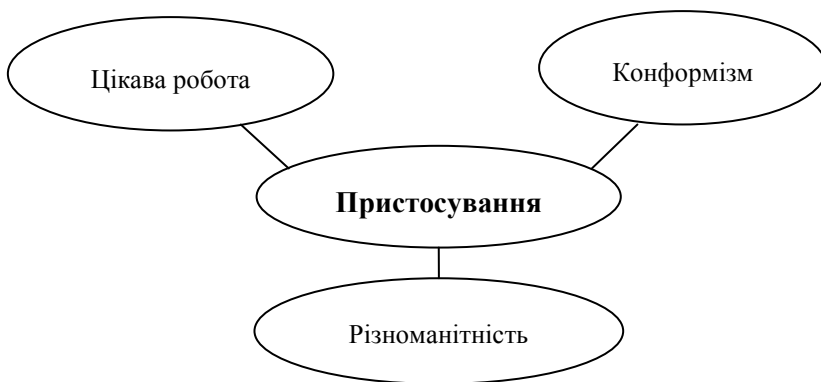 Цікава робота
Конформізм
Пристосування
Різноманітність